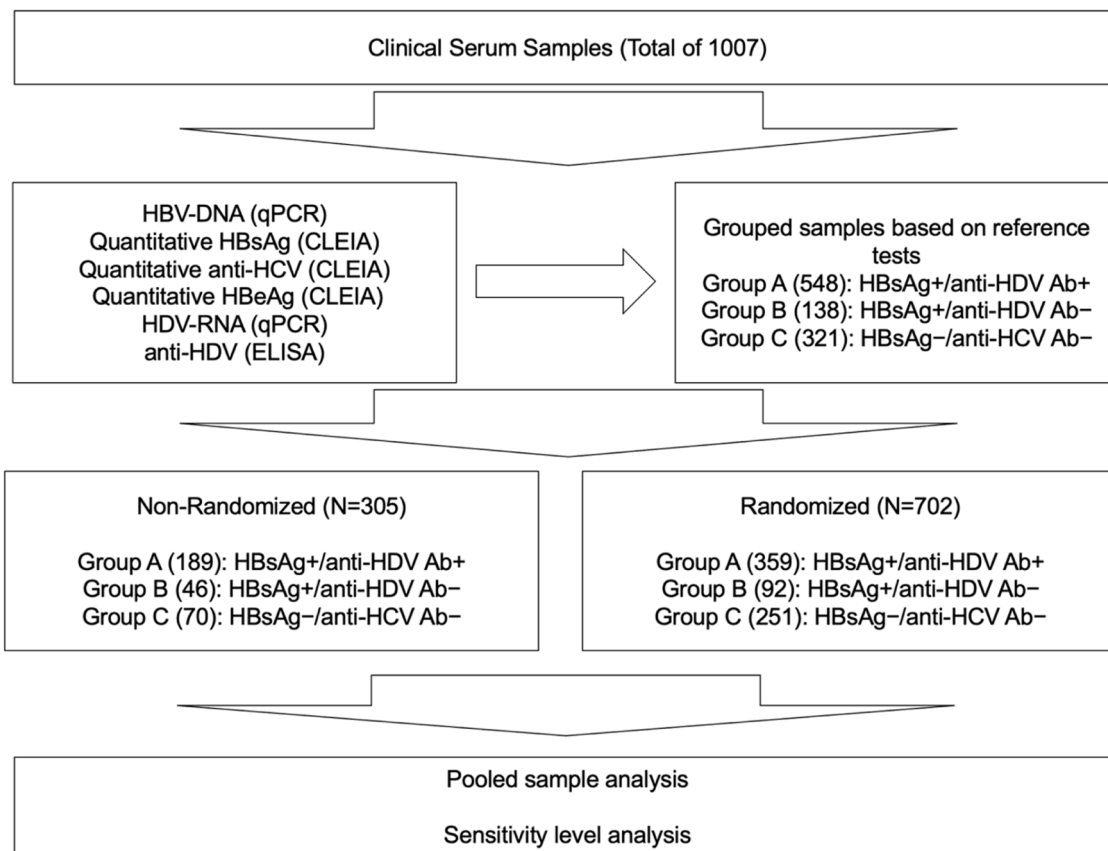 Clinical Serum Samples (Total of 1007)
HBV-DNA (qPCR)
Quantitative HBsAg (CLEIA)
Quantitative anti-HCV (CLEIA)
Quantitative HBeAg (CLEIA)
HDV-RNA (qPCR)
anti-HDV (ELISA)
Grouped samples based on reference
tests
Group A (548): HBsAg+/anti-HDV Ab+
Group B (138): HBsAg+/anti-HDV Ab−
Group C (321): HBsAg−/anti-HCV Ab−
Non-Randomized (N=305)
Group A (189): HBsAg+/anti-HDV Ab+
Group B (46): HBsAg+/anti-HDV Ab−
Group C (70): HBsAg−/anti-HCV Ab−
Randomized (N=702)
Group A (359): HBsAg+/anti-HDV Ab+
Group B (92): HBsAg+/anti-HDV Ab−
Group C (251): HBsAg−/anti-HCV Ab−
Pooled sample analysis
Sensitivity level analysis